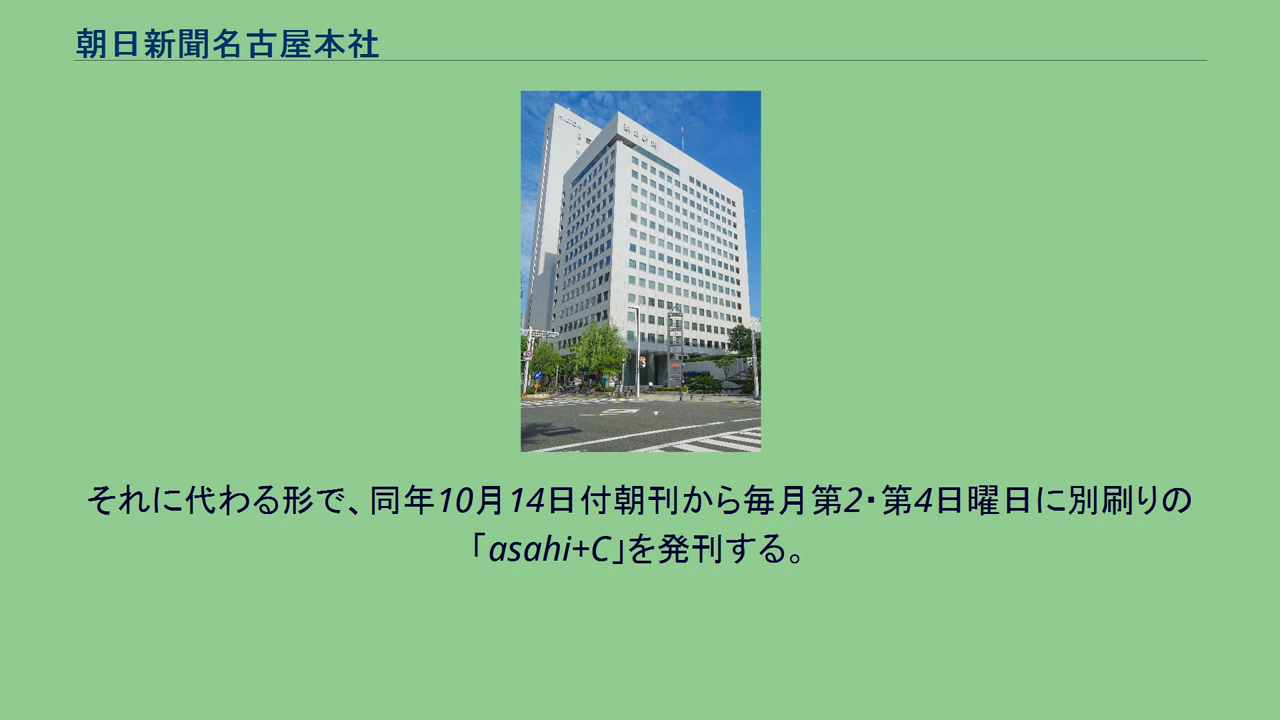 朝日新聞名古屋本社
それに代わる形で、同年10月14日付朝刊から毎月第2・第4日曜日に別刷りの
「asahi+C」を発刊する。